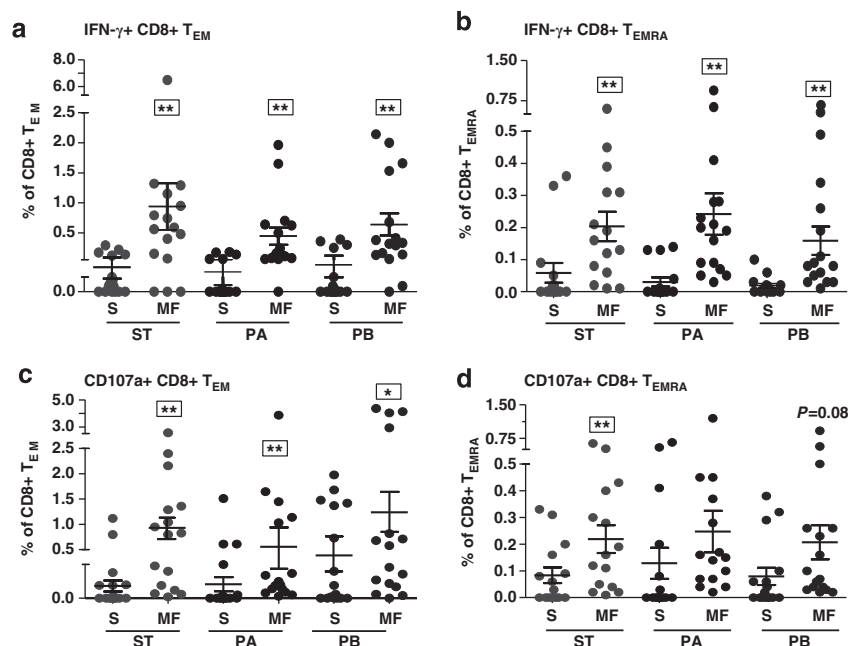 a
IFN-γ+ CD8+ TEM
% of CD8+ TEM
8.0
6.0
2.5
2.0
1.5
1.0
0.5
0.0
**
**
**
S MF S MF S MF
ST PA PB
b
IFN-γ+ CD8+ TEMRA
% of CD8+ TEMRA
1.50
0.75
0.5
0.4
0.3
0.2
0.1
0.0
**
**
**
S MF S MF S MF
ST PA PB
c
CD107a+ CD8+ TEM
% of CD8+ TEM
5.0
4.0
3.0
2.5
2.0
1.5
1.0
0.5
0.0
**
**
*
S MF S MF S MF
ST PA PB
d
CD107a+ CD8+ TEMRA
% of CD8+ TEMRA
1.50
0.75
0.5
0.4
0.3
0.2
0.1
0.0
**
P=0.08
S MF S MF S MF
ST PA PB